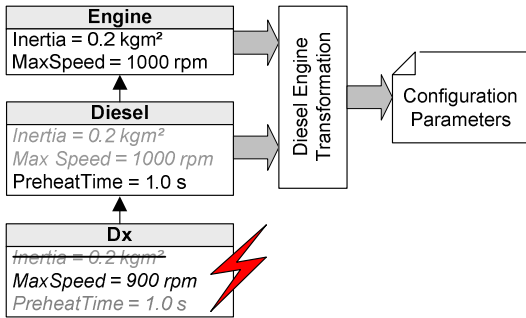 Engine
Inertia = 0.2 kgm²
MaxSpeed = 1000 rpm
Diesel
Inertia = 0.2 kgm²
Max Speed = 1000 rpm
PreheatTime = 1.0 s
Dx
Inertia = 0.2 kgm²
MaxSpeed = 900 rpm
PreheatTime = 1.0 s
Diesel Engine
Transformation
Configuration
Parameters